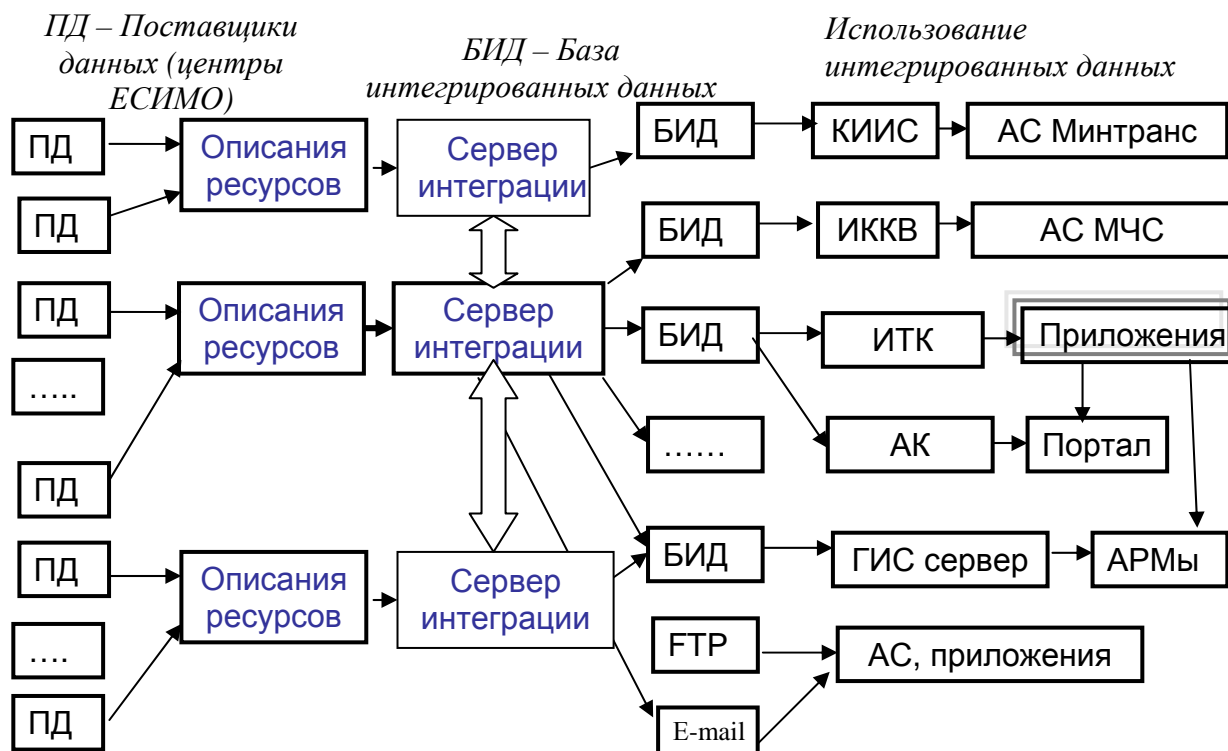 ПД – Поставщики
данных (центры
ЕСИМО)
БИД – База
интегрированных данных
Использование
интегрированных данных
ПД
Описания
ресурсов
Сервер
интеграции
БИД
КИИС
АС Минтранс
ПД
БИД
ИККВ
АС МЧС
ПД
Описания
ресурсов
Сервер
интеграции
БИД
ИТК
Приложения
…..
……
АК
Портал
ПД
ПД
Описания
ресурсов
Сервер
интеграции
БИД
ГИС сервер
АРМы
….
FTP
АС, приложения
ПД
E-mail